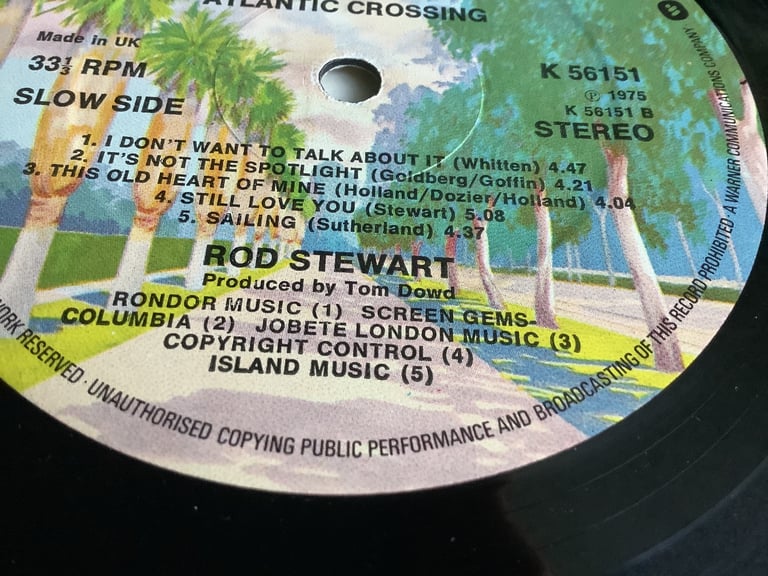 ATLANTIC CROSSING
Made in UK
33⅓ RPM
SLOW SIDE
K 56151
Ⓟ 1975
K 56151 B
STEREO
1. I DON'T WANT TO TALK ABOUT IT (Whitten) 4.47
2. IT'S NOT THE SPOTLIGHT (Goldberg/Goffin) 4.21
3. THIS OLD HEART OF MINE (Holland/Dozier/Holland) 4.04
4. STILL LOVE YOU (Stewart) 5.08
5. SAILING (Sutherland) 4.37
ROD STEWART
Produced by Tom Dowd
RONDOR MUSIC (1) SCREEN GEMS-
COLUMBIA (2) JOBETE LONDON MUSIC (3)
COPYRIGHT CONTROL (4)
ISLAND MUSIC (5)
WORK RESERVED · UNAUTHORISED COPYING PUBLIC PERFORMANCE AND BROADCASTING OF THIS RECORD PROHIBITED A WARNER COMMUNICATIONS COMPANY